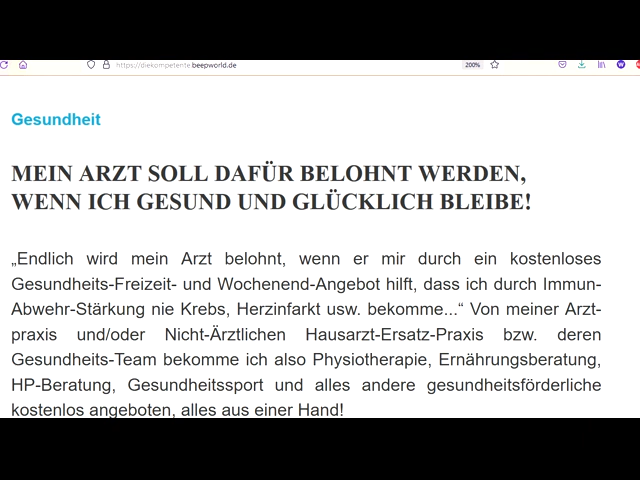 https://diekompetente.beepworld.de
200%
Gesundheit
MEIN ARZT SOLL DAFÜR BELOHNT WERDEN,
WENN ICH GESUND UND GLÜCKLICH BLEIBE!
„Endlich wird mein Arzt belohnt, wenn er mir durch ein kostenloses
Gesundheits-Freizeit- und Wochenend-Angebot hilft, dass ich durch Immun-
Abwehr-Stärkung nie Krebs, Herzinfarkt usw. bekomme...“ Von meiner Arzt-
praxis und/oder Nicht-Ärztlichen Hausarzt-Ersatz-Praxis bzw. deren
Gesundheits-Team bekomme ich also Physiotherapie, Ernährungsberatung,
HP-Beratung, Gesundheitssport und alles andere gesundheitsförderliche
kostenlos angeboten, alles aus einer Hand!